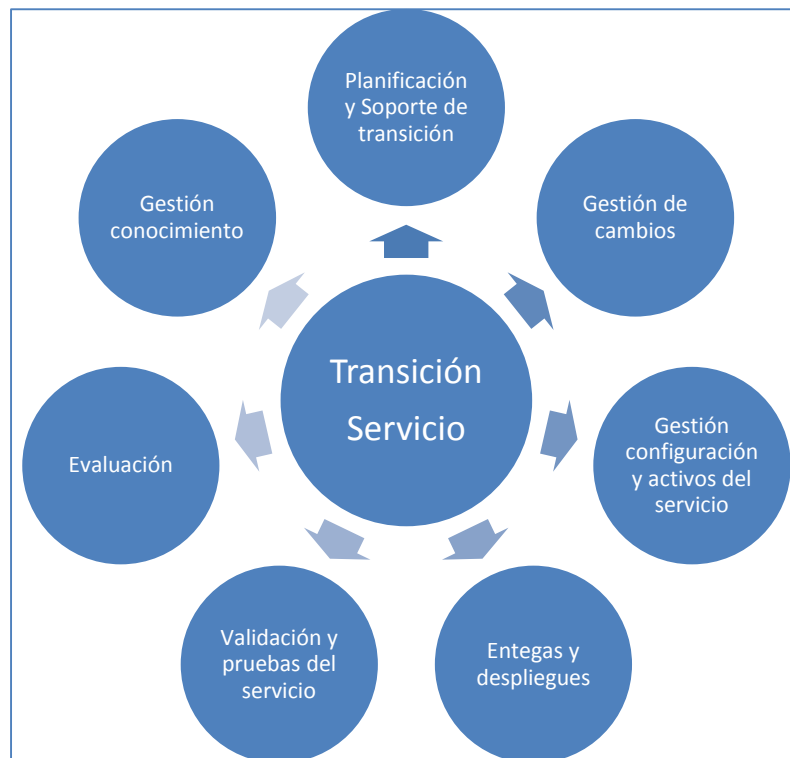 Planificación
y Soporte de
transición
Gestión de
cambios
Gestión
configuración
y activos del
servicio
Entegas y
despliegues
Validación y
pruebas del
servicio
Evaluación
Gestión
conocimiento
Transición
Servicio